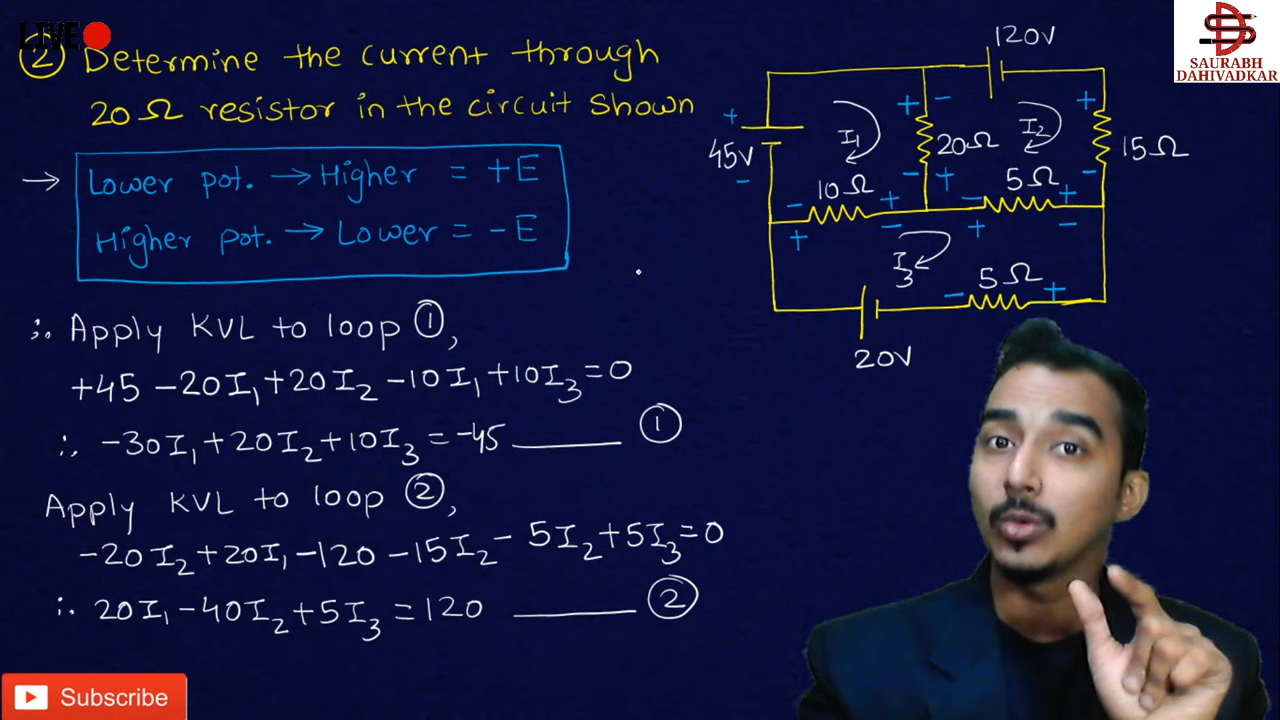 LIVE
② Determine the current through
20Ω resistor in the circuit shown
→ Lower pot. → Higher = +E
Higher pot. → Lower = -E
∴ Apply KVL to loop ①,
+45 -20I₁ +20I₂ -10I₁ +10I₃ = 0
∴ -30I₁ +20I₂ +10I₃ = -45 ——— ①
Apply KVL to loop ②,
-20I₂ +20I₁ -120 -15I₂ - 5I₂ +5I₃ = 0
∴ 20I₁ -40I₂ +5I₃ = 120 ——— ②
Subscribe
120V
+ - +
+ I₁ I₂
45V 20Ω 15Ω
- - + -
10Ω 5Ω
- + - +
+ - + -
I₃
5Ω
- +
20V
SAURABH
DAHIVADKAR